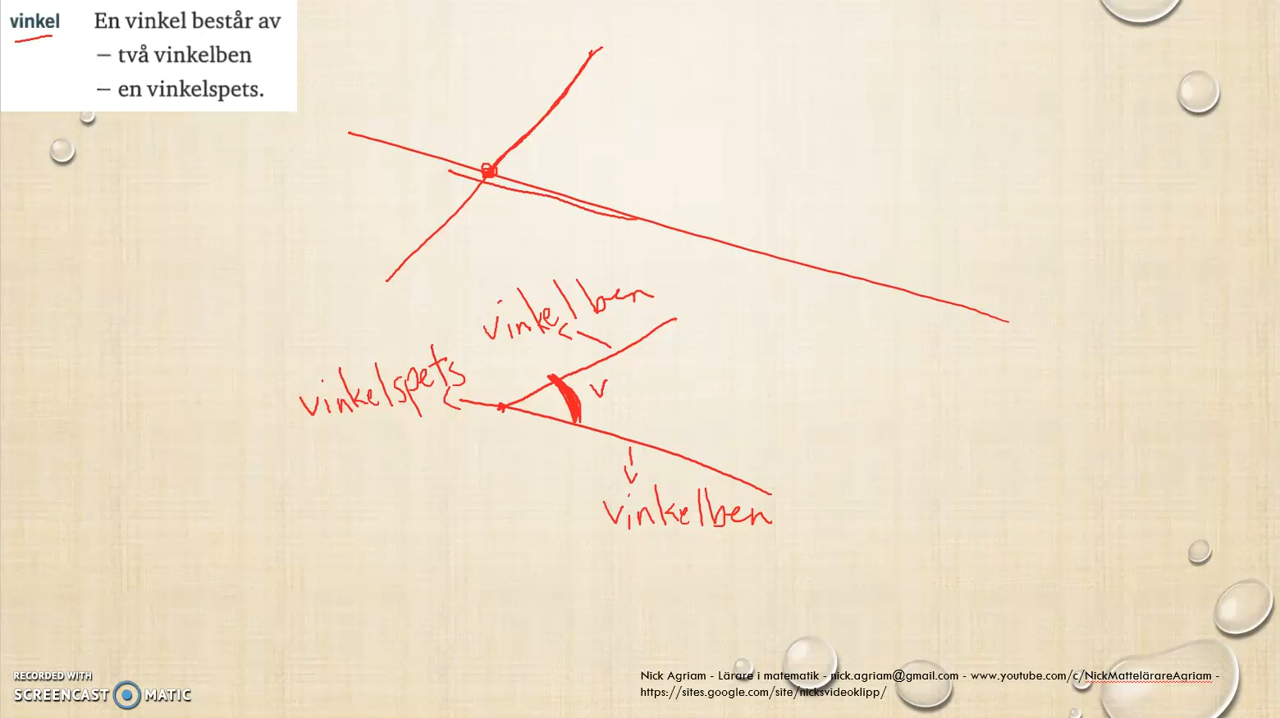 vinkel En vinkel består av
– två vinkelben
– en vinkelspets.
vinkelben
vinkelspets
v
vinkelben
RECORDED WITH
SCREENCAST MATIC
Nick Agriam - Lärare i matematik - nick.agriam@gmail.com - www.youtube.com/c/NickMattelärareAgriam -
https://sites.google.com/site/nicksvideoklipp/